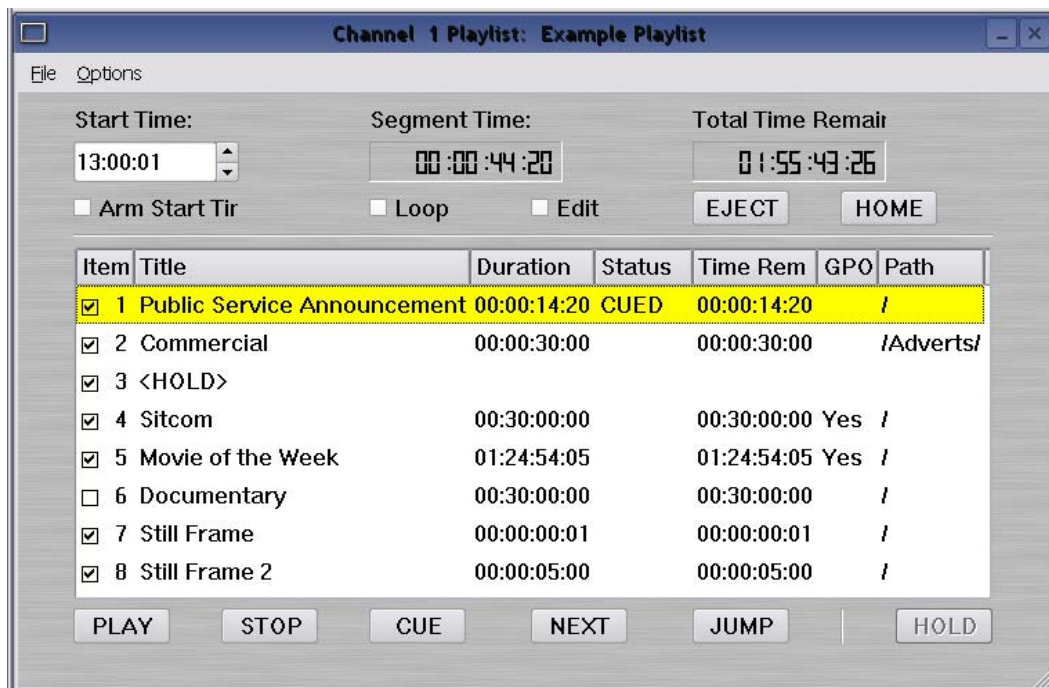 Channel 1 Playlist: Example Playlist
File Options
Start Time: Segment Time: Total Time Remair
13:00:01 00:00:44:20 01:55:43:26
Arm Start Tir Loop Edit EJECT HOME
Item Title Duration Status Time Rem GPO Path
1 Public Service Announcement 00:00:14:20 CUED 00:00:14:20 /
2 Commercial 00:00:30:00 00:00:30:00 /Adverts/
3 <HOLD>
4 Sitcom 00:30:00:00 00:30:00:00 Yes /
5 Movie of the Week 01:24:54:05 01:24:54:05 Yes /
6 Documentary 00:30:00:00 00:30:00:00 /
7 Still Frame 00:00:00:01 00:00:00:01 /
8 Still Frame 2 00:00:05:00 00:00:05:00 /
PLAY STOP CUE NEXT JUMP HOLD